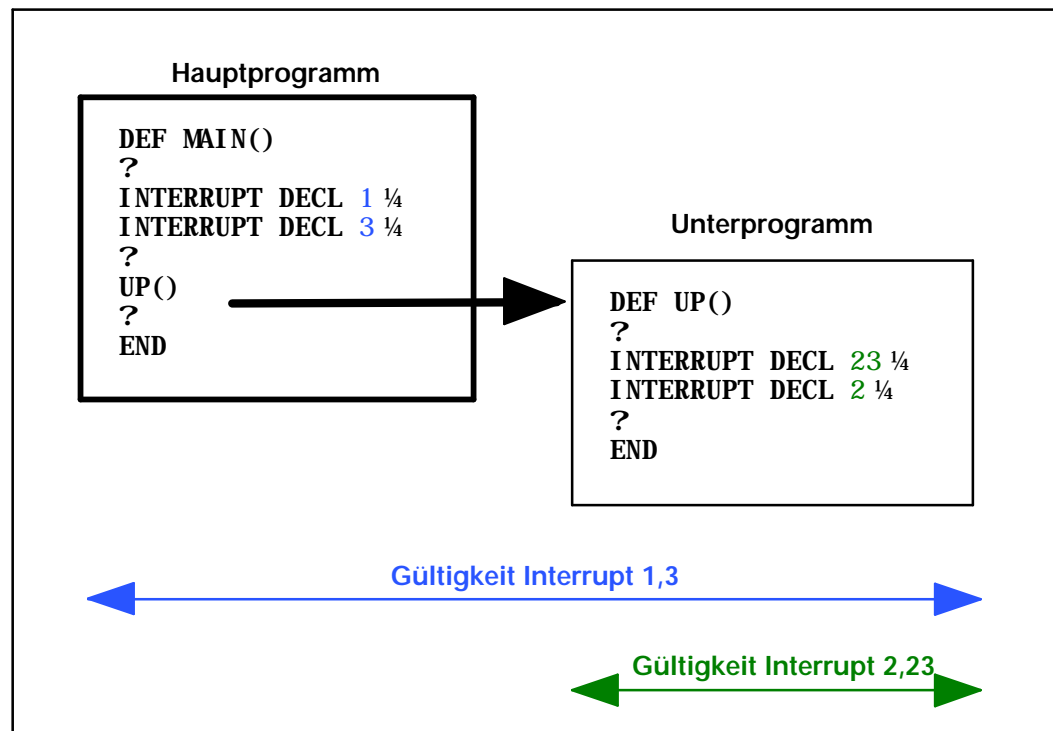 Hauptprogramm
DEF MAIN()
?
INTERRUPT DECL 1 ¼
INTERRUPT DECL 3 ¼
?
UP()
?
END
Unterprogramm
DEF UP()
?
INTERRUPT DECL 23 ¼
INTERRUPT DECL 2 ¼
?
END
Gültigkeit Interrupt 1,3
Gültigkeit Interrupt 2,23